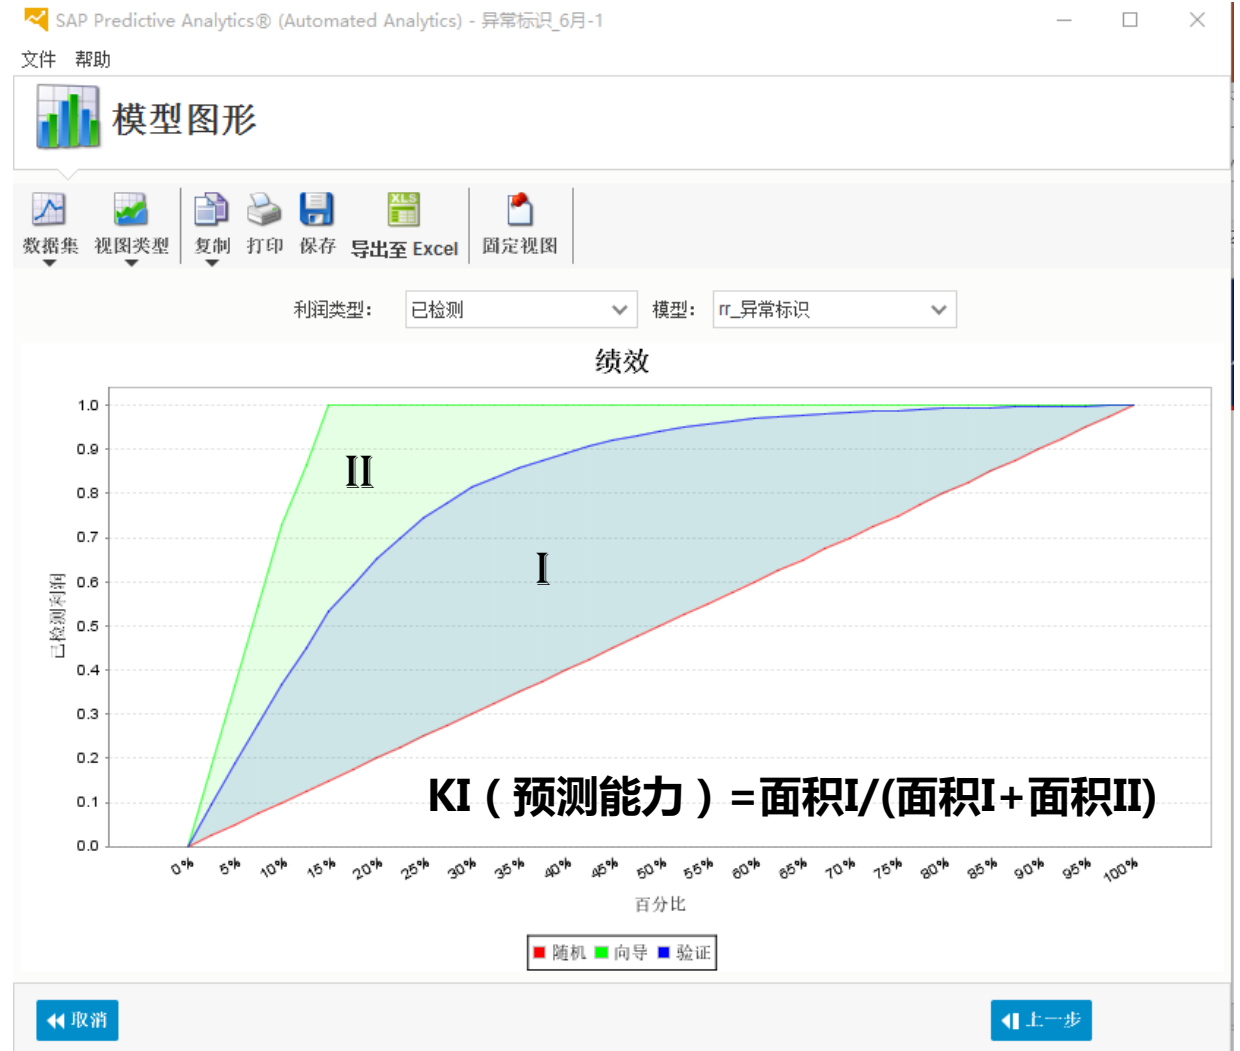 SAP Predictive Analytics® (Automated Analytics) - 异常标识_6月-1
文件 帮助
模型图形
数据集 视图类型 复制 打印 保存 导出至 Excel 固定视图
利润类型： 已检测 模型： rr_异常标识
绩效
1.0
0.9
0.8
0.7
0.6
0.5
0.4
0.3
0.2
0.1
0.0
已检测利润
II
I
KI（预测能力）=面积I/(面积I+面积II)
0% 5% 10% 15% 20% 25% 30% 35% 40% 45% 50% 55% 60% 65% 70% 75% 80% 85% 90% 95% 100%
百分比
随机 向导 验证
取消 上一步